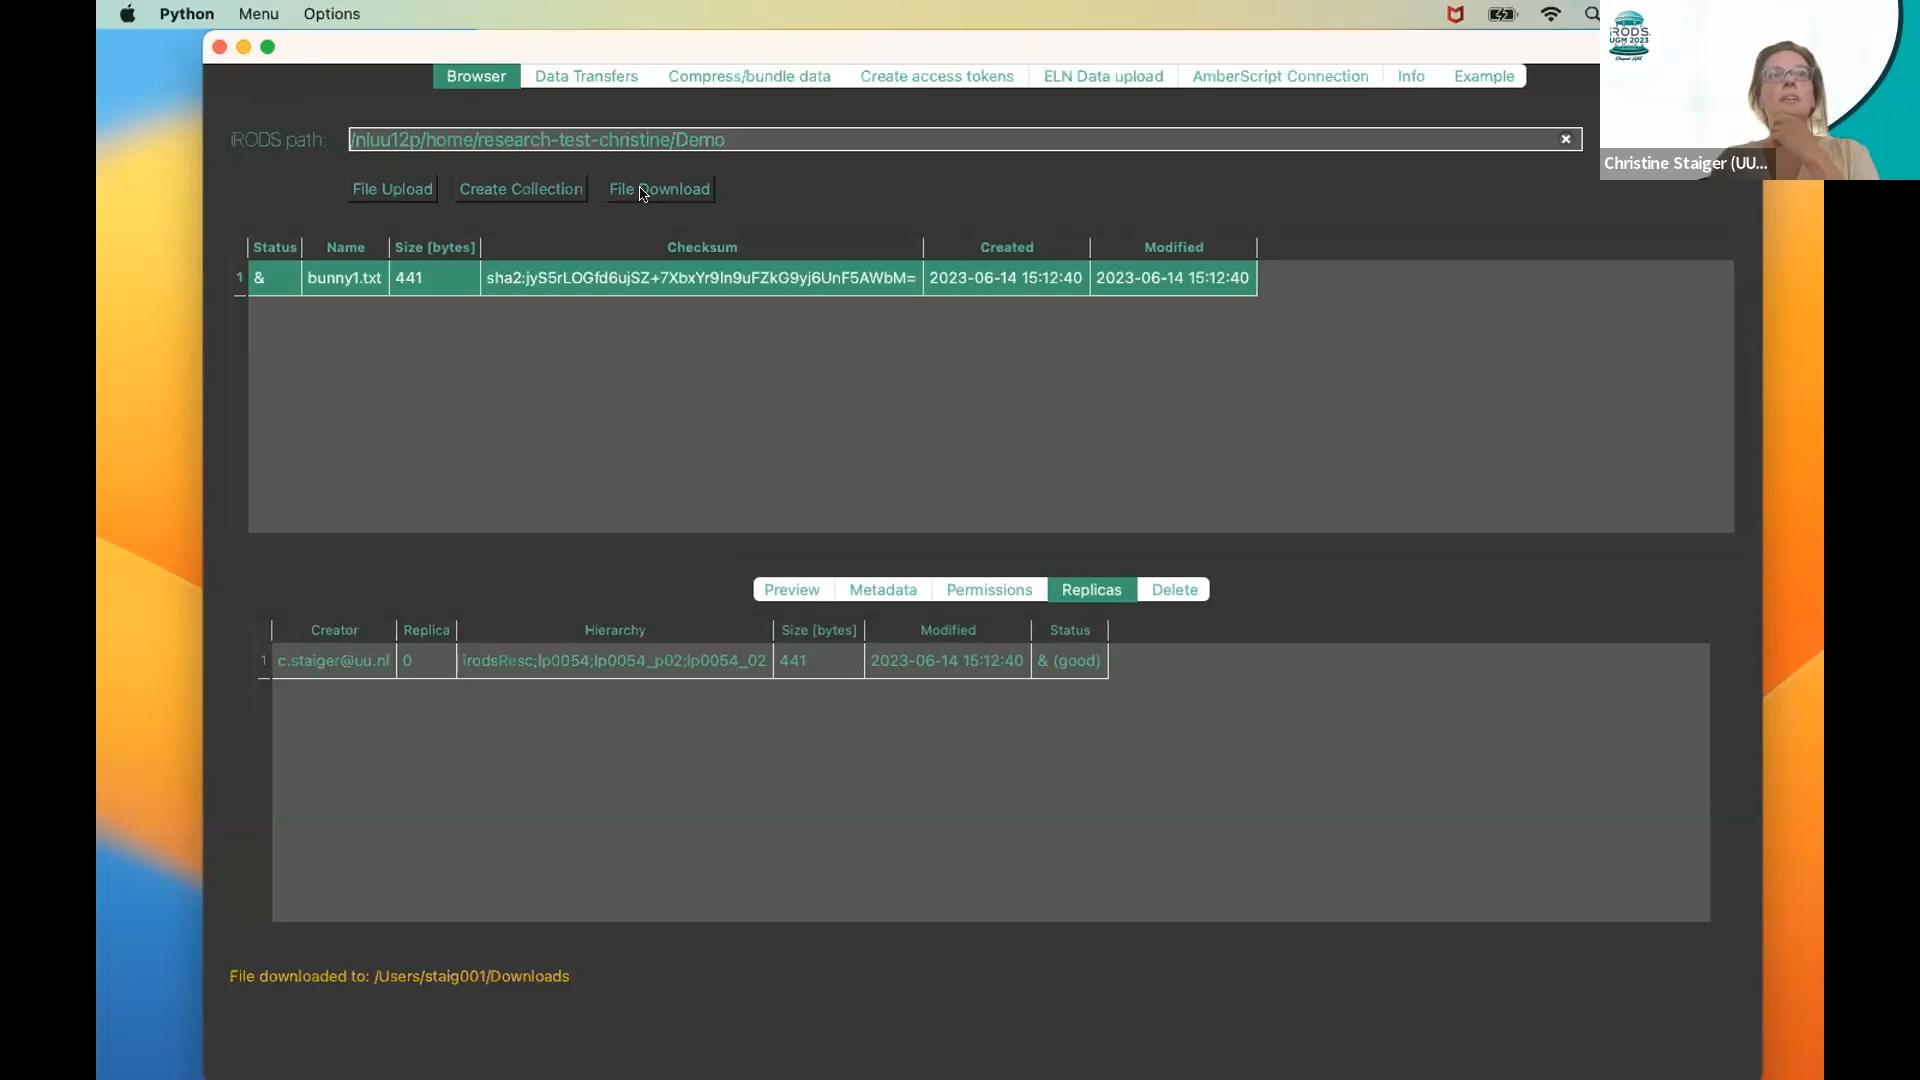 Python Menu Options
iRODS
UGM 2023
Browser Data Transfers Compress/bundle data Create access tokens ELN Data upload AmberScript Connection Info Example
iRODS path: /nluu12p/home/research-test-christine/Demo
Christine Staiger (UU...
File Upload Create Collection File Download
Status Name Size [bytes] Checksum Created Modified
1 & bunny1.txt 441 sha2:jyS5rLOGfd6ujSZ+7XbxYr9In9uFZkG9yj6UnF5AWbM= 2023-06-14 15:12:40 2023-06-14 15:12:40
Preview Metadata Permissions Replicas Delete
Creator Replica Hierarchy Size [bytes] Modified Status
1 c.staiger@uu.nl 0 irodsResc;lp0054;lp0054_p02;lp0054_02 441 2023-06-14 15:12:40 & (good)
File downloaded to: /Users/staig001/Downloads